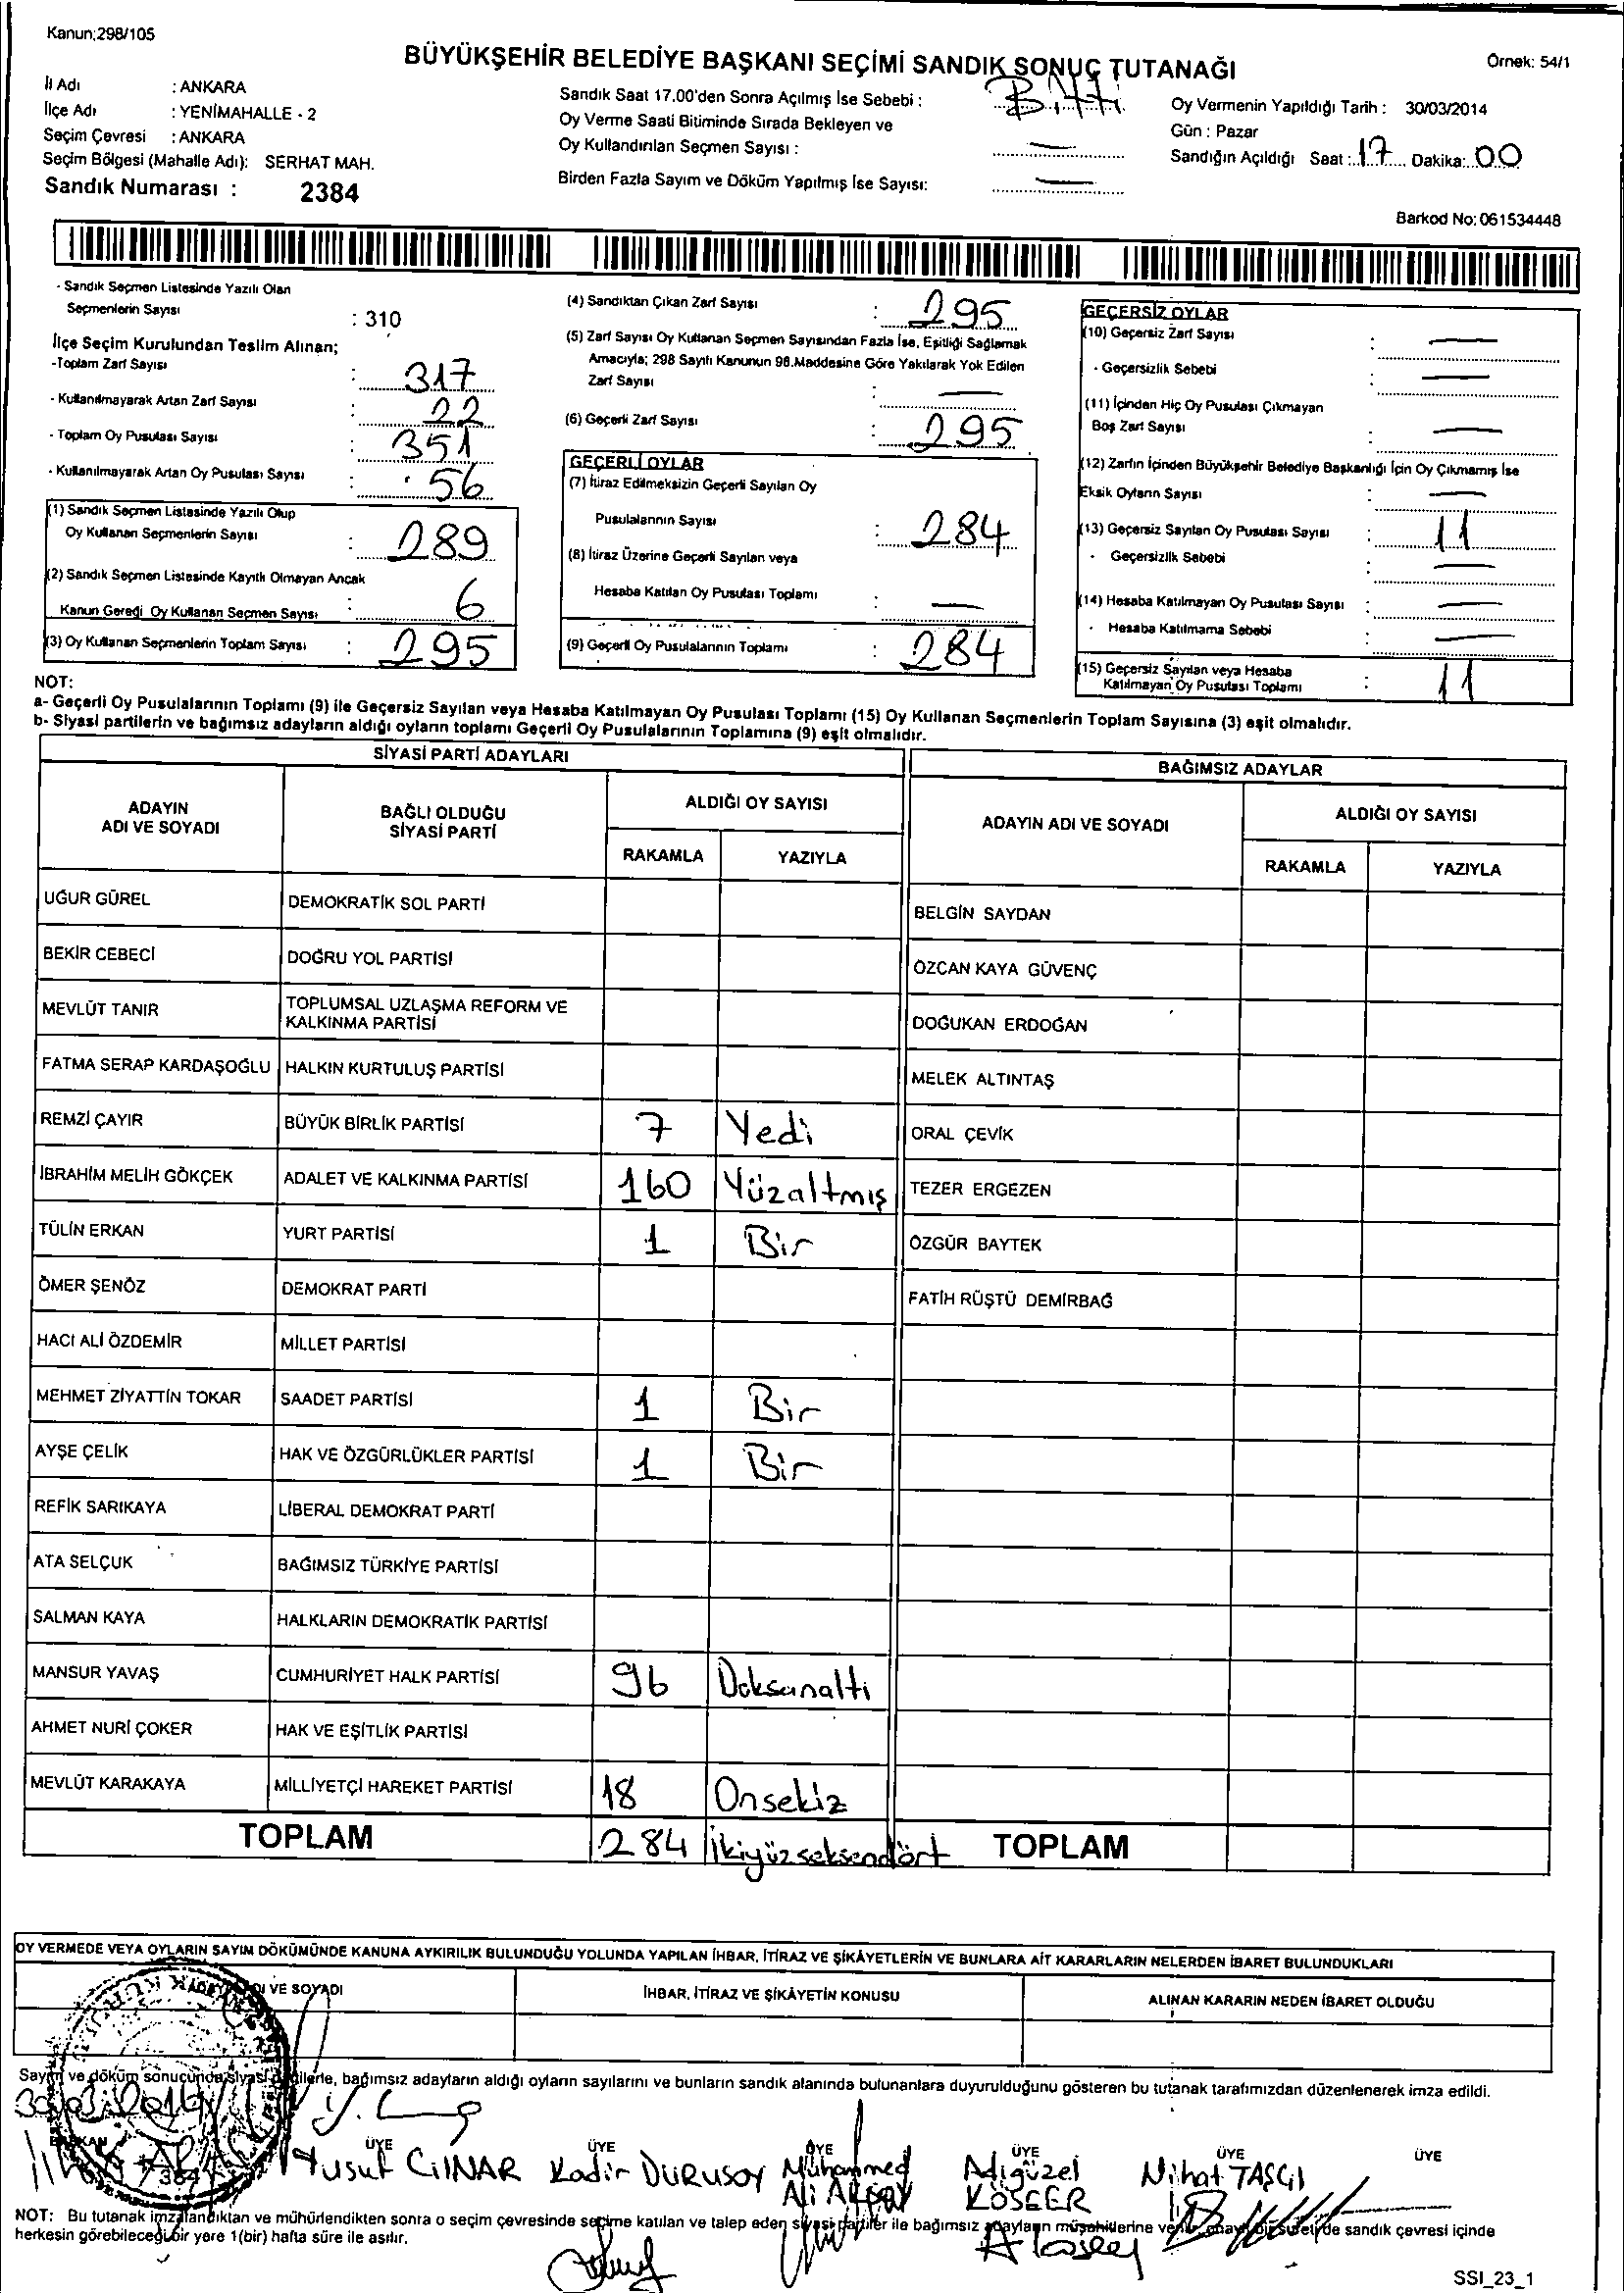 Kanun;298/105
BÜYÜKŞEHİR BELEDİYE BAŞKANI SEÇİMİ SANDIK SONUÇ TUTANAĞI
Örnek: 54/1
İl Adı : ANKARA
İlçe Adı : YENİMAHALLE - 2
Seçim Çevresi : ANKARA
Seçim Bölgesi (Mahalle Adı): SERHAT MAH.
Sandık Numarası : 2384
Sandık Saat 17.00'den Sonra Açılmış İse Sebebi : Bitti
Oy Verme Saati Bitiminde Sırada Bekleyen ve
Oy Kullandırılan Seçmen Sayısı : —
Birden Fazla Sayım ve Döküm Yapılmış İse Sayısı: —
Oy Vermenin Yapıldığı Tarih : 30/03/2014
Gün : Pazar
Sandığın Açıldığı Saat : 17 Dakika: 00
Barkod No: 061534448
- Sandık Seçmen Listesinde Yazılı Olan
Seçmenlerin Sayısı : 310
İlçe Seçim Kurulundan Teslim Alınan;
-Toplam Zarf Sayısı : 317
- Kullanılmayarak Artan Zarf Sayısı : 22
- Toplam Oy Pusulası Sayısı : 351
- Kullanılmayarak Artan Oy Pusulası Sayısı : 56
(1) Sandık Seçmen Listesinde Yazılı Olup
Oy Kullanan Seçmenlerin Sayısı : 289
(2) Sandık Seçmen Listesinde Kayıtlı Olmayan Ancak
Kanun Gereği Oy Kullanan Seçmen Sayısı : 6
(3) Oy Kullanan Seçmenlerin Toplam Sayısı : 295
(4) Sandıktan Çıkan Zarf Sayısı : 295
(5) Zarf Sayısı Oy Kullanan Seçmen Sayısından Fazla İse, Eşitliği Sağlamak
Amacıyla; 298 Sayılı Kanunun 98.Maddesine Göre Yakılarak Yok Edilen
Zarf Sayısı : —
(6) Geçerli Zarf Sayısı : 295
GEÇERLİ OYLAR
(7) İtiraz Edilmeksizin Geçerli Sayılan Oy
Pusulalarının Sayısı : 284
(8) İtiraz Üzerine Geçerli Sayılan veya
Hesaba Katılan Oy Pusulası Toplamı : —
(9) Geçerli Oy Pusulalarının Toplamı : 284
GEÇERSİZ OYLAR
(10) Geçersiz Zarf Sayısı : —
- Geçersizlik Sebebi : —
(11) İçinden Hiç Oy Pusulası Çıkmayan
Boş Zarf Sayısı : —
(12) Zarfın İçinden Büyükşehir Belediye Başkanlığı İçin Oy Çıkmamış İse
Eksik Oyların Sayısı : —
(13) Geçersiz Sayılan Oy Pusulası Sayısı : 11
- Geçersizlik Sebebi : —
(14) Hesaba Katılmayan Oy Pusulası Sayısı : —
- Hesaba Katılmama Sebebi : —
(15) Geçersiz Sayılan veya Hesaba
Katılmayan Oy Pusulası Toplamı : 11
NOT:
a- Geçerli Oy Pusulalarının Toplamı (9) ile Geçersiz Sayılan veya Hesaba Katılmayan Oy Pusulası Toplamı (15) Oy Kullanan Seçmenlerin Toplam Sayısına (3) eşit olmalıdır.
b- Siyasi partilerin ve bağımsız adayların aldığı oyların toplamı Geçerli Oy Pusulalarının Toplamına (9) eşit olmalıdır.
SİYASİ PARTİ ADAYLARI
ADAYIN ADI VE SOYADI BAĞLI OLDUĞU SİYASİ PARTİ ALDIĞI OY SAYISI
RAKAMLA YAZIYLA
UĞUR GÜREL DEMOKRATİK SOL PARTİ
BEKİR CEBECİ DOĞRU YOL PARTİSİ
MEVLÜT TANIR TOPLUMSAL UZLAŞMA REFORM VE KALKINMA PARTİSİ
FATMA SERAP KARDAŞOĞLU HALKIN KURTULUŞ PARTİSİ
REMZİ ÇAYIR BÜYÜK BİRLİK PARTİSİ 7 Yedi
İBRAHİM MELİH GÖKÇEK ADALET VE KALKINMA PARTİSİ 160 Yüzaltmış
TÜLİN ERKAN YURT PARTİSİ 1 Bir
ÖMER ŞENÖZ DEMOKRAT PARTİ
HACI ALİ ÖZDEMİR MİLLET PARTİSİ
MEHMET ZİYATTİN TOKAR SAADET PARTİSİ 1 Bir
AYŞE ÇELİK HAK VE ÖZGÜRLÜKLER PARTİSİ 1 Bir
REFİK SARIKAYA LİBERAL DEMOKRAT PARTİ
ATA SELÇUK BAĞIMSIZ TÜRKİYE PARTİSİ
SALMAN KAYA HALKLARIN DEMOKRATİK PARTİSİ
MANSUR YAVAŞ CUMHURİYET HALK PARTİSİ 96 Doksanaltı
AHMET NURİ ÇOKER HAK VE EŞİTLİK PARTİSİ
MEVLÜT KARAKAYA MİLLİYETÇİ HAREKET PARTİSİ 18 Onsekiz
TOPLAM 284 İkiyüzseksendört
BAĞIMSIZ ADAYLAR
ADAYIN ADI VE SOYADI ALDIĞI OY SAYISI
RAKAMLA YAZIYLA
BELGİN SAYDAN
ÖZCAN KAYA GÜVENÇ
DOĞUKAN ERDOĞAN
MELEK ALTINTAŞ
ORAL ÇEVİK
TEZER ERGEZEN
ÖZGÜR BAYTEK
FATİH RÜŞTÜ DEMİRBAĞ
TOPLAM
OY VERMEDE VEYA OYLARIN SAYIM DÖKÜMÜNDE KANUNA AYKIRILIK BULUNDUĞU YOLUNDA YAPILAN İHBAR, İTİRAZ VE ŞİKÂYETLERİN VE BUNLARA AİT KARARLARIN NELERDEN İBARET BULUNDUKLARI
VE SOYADI İHBAR, İTİRAZ VE ŞİKÂYETİN KONUSU ALINAN KARARIN NEDEN İBARET OLDUĞU
Sayım ve döküm sonucunda siyasi partilerle, bağımsız adayların aldığı oyların sayılarını ve bunların sandık alanında bulunanlara duyurulduğunu gösteren bu tutanak tarafımızdan düzenlenerek imza edildi.
BAŞKAN ÜYE ÜYE ÜYE ÜYE ÜYE ÜYE
Yusuf ÇINAR Kadir DURUSOY Muhammed Ali Adıgüzel KÖSEER Nihat TAŞÇI
NOT: Bu tutanak imzalandıktan ve mühürlendikten sonra o seçim çevresinde seçime katılan ve talep eden siyasi partiler ile bağımsız adayların müşahitlerine sandık çevresi içinde
herkesin görebileceği bir yere 1(bir) hafta süre ile asılır.
SSI_23_1